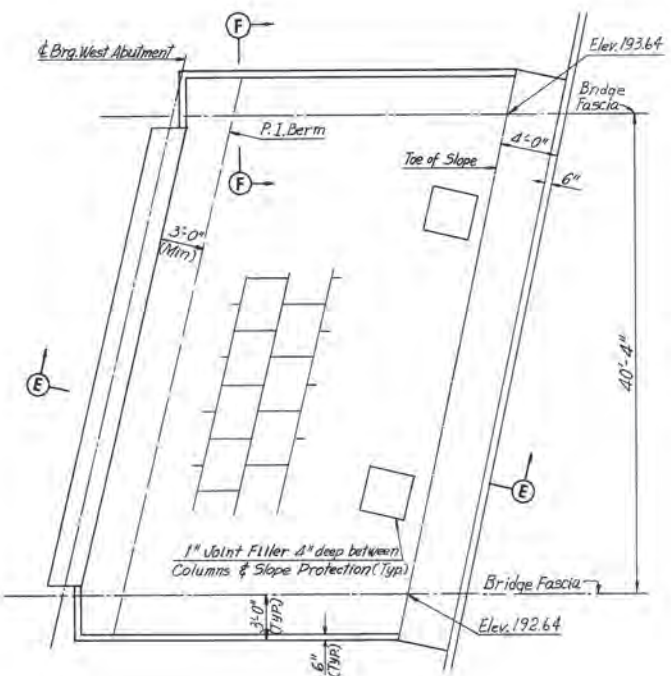 F
℄ Brg. West Abutment
Elev. 193.64
Bridge
Fascia
P.I. Berm
4'-0"
Toe of Slope
F
6"
3'-0"
(Min)
40'-4"
E
E
1" Joint Filler 4" deep between
Columns & Slope Protection (Typ.)
Bridge Fascia
3'-0"
(TYP.)
Elev. 192.64
6"
(TYP.)